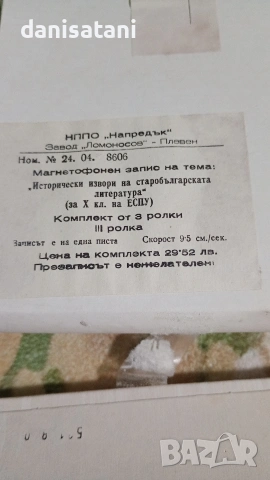 danisatani
НППО „Напредък"
Завод „Ломоносов" – Плевен
Ном. № 24. 04. 8606
Магнетофонен запис на тема:
„Исторически извори на старобългарската
литература"
(за X кл. на ЕСПУ)
Комплект от 3 ролки
III ролка
Записът е на една писта Скорост 9·5 см./сек.
Цена на комплекта 29·52 лв.
Презаписът е нежелателен!
BAZAR